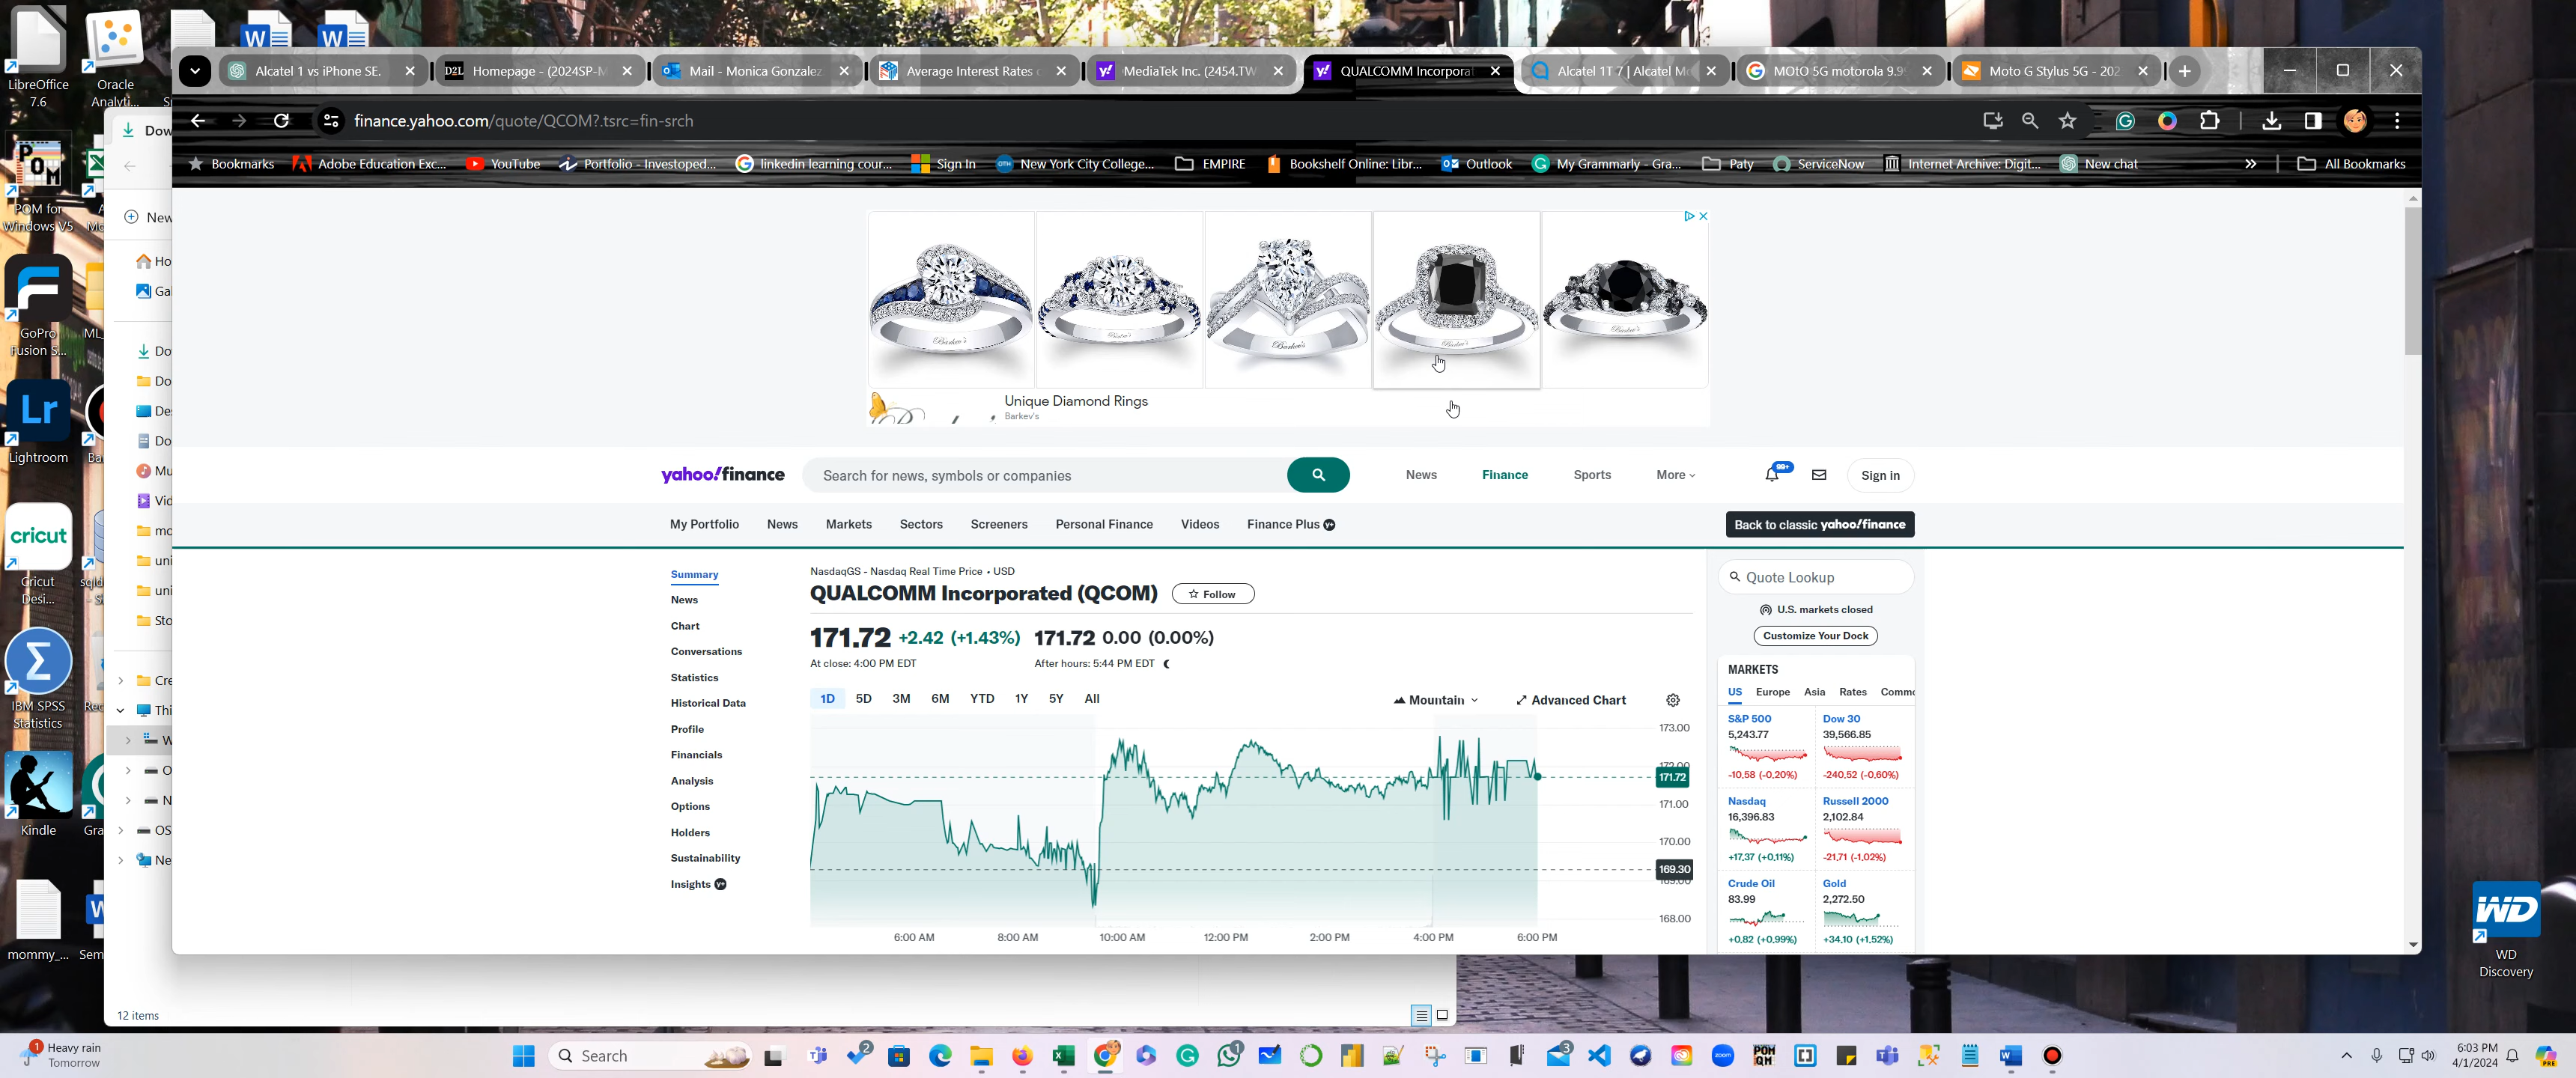 LibreOffice
7.6
Oracle
Analyti...
POM for
Windows V5
GoPro
Fusion S...
Lightroom
cricut
Cricut
Desi...
IBM SPSS
Statistics
Kindle
mommy_...
Sem
WD
Discovery
Alcatel 1 vs iPhone SE.
D2L Homepage - (2024SP-M
Mail - Monica Gonzalez
Average Interest Rates
MediaTek Inc. (2454.TW
QUALCOMM Incorporat
Alcatel 1T 7 | Alcatel Mo
MOtO 5G motorola 9.9
Moto G Stylus 5G - 202
finance.yahoo.com/quote/QCOM?.tsrc=fin-srch
Bookmarks
Adobe Education Exc...
YouTube
Portfolio - Investoped...
linkedin learning cour...
Sign In
New York City College...
EMPIRE
Bookshelf Online: Libr...
Outlook
My Grammarly - Gra...
Paty
ServiceNow
Internet Archive: Digit...
New chat
All Bookmarks
Unique Diamond Rings
Barkev's
yahoo!finance
Search for news, symbols or companies
News
Finance
Sports
More
99+
Sign in
My Portfolio
News
Markets
Sectors
Screeners
Personal Finance
Videos
Finance Plus
Back to classic yahoo!finance
Summary
News
Chart
Conversations
Statistics
Historical Data
Profile
Financials
Analysis
Options
Holders
Sustainability
Insights
NasdaqGS - Nasdaq Real Time Price • USD
QUALCOMM Incorporated (QCOM)
Follow
171.72 +2.42 (+1.43%) 171.72 0.00 (0.00%)
At close: 4:00 PM EDT
After hours: 5:44 PM EDT
1D 5D 3M 6M YTD 1Y 5Y All
Mountain
Advanced Chart
173.00
172.00
171.72
171.00
170.00
169.30
169.00
168.00
6:00 AM 8:00 AM 10:00 AM 12:00 PM 2:00 PM 4:00 PM 6:00 PM
Quote Lookup
U.S. markets closed
Customize Your Dock
MARKETS
US Europe Asia Rates Commo
S&P 500
5,243.77
-10.58 (-0.20%)
Dow 30
39,566.85
-240.52 (-0.60%)
Nasdaq
16,396.83
+17.37 (+0.11%)
Russell 2000
2,102.84
-21.71 (-1.02%)
Crude Oil
83.99
+0.82 (+0.99%)
Gold
2,272.50
+34.10 (+1.52%)
12 items
Heavy rain
Tomorrow
Search
6:03 PM
4/1/2024